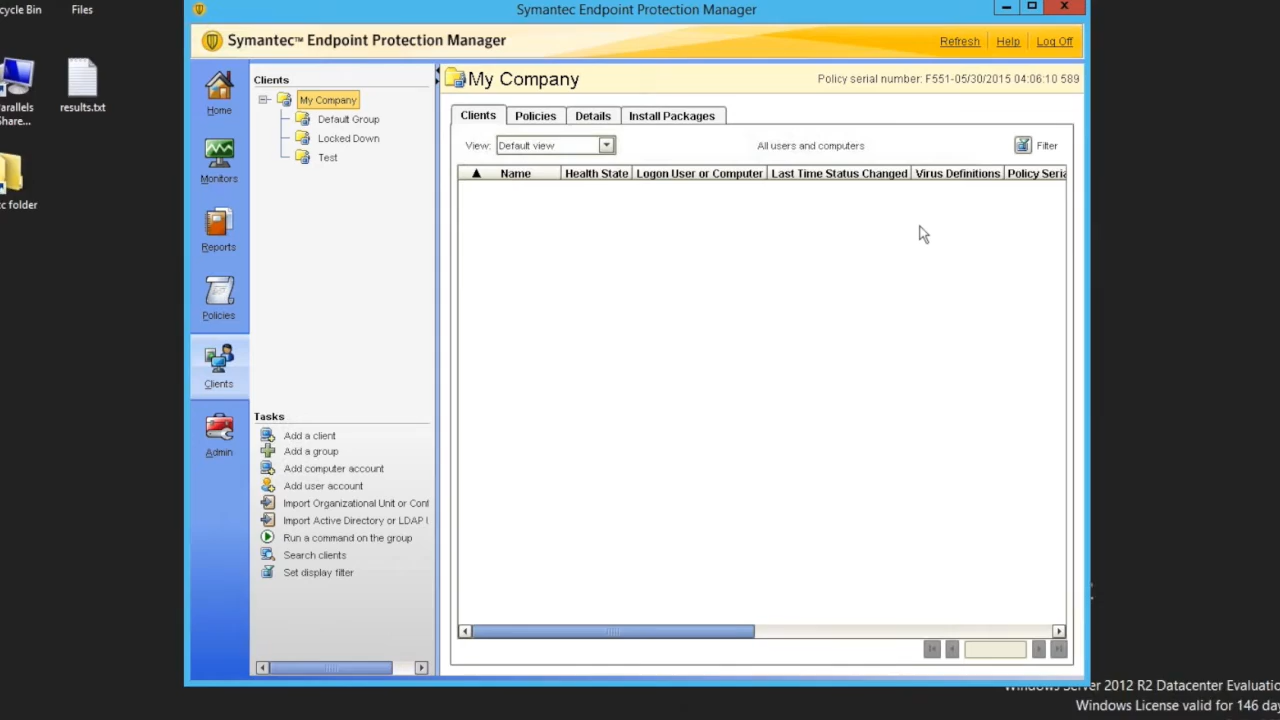 Symantec Endpoint Protection Manager
cycle Bin
Files
Symantec™ Endpoint Protection Manager
Refresh
Help
Log Off
Parallels
Share...
results.txt
Home
Monitors
Reports
Policies
Clients
Admin
Clients
My Company
Default Group
Locked Down
Test
Tasks
Add a client
Add a group
Add computer account
Add user account
Import Organizational Unit or Cont
Import Active Directory or LDAP
Run a command on the group
Search clients
Set display filter
My Company
Policy serial number: F551-05/30/2015 04:06:10 589
Clients
Policies
Details
Install Packages
View:
Default view
All users and computers
Filter
Name
Health State
Logon User or Computer
Last Time Status Changed
Virus Definitions
Policy Seria
folder
Windows Server 2012 R2 Datacenter Evaluatio
Windows License valid for 146 day